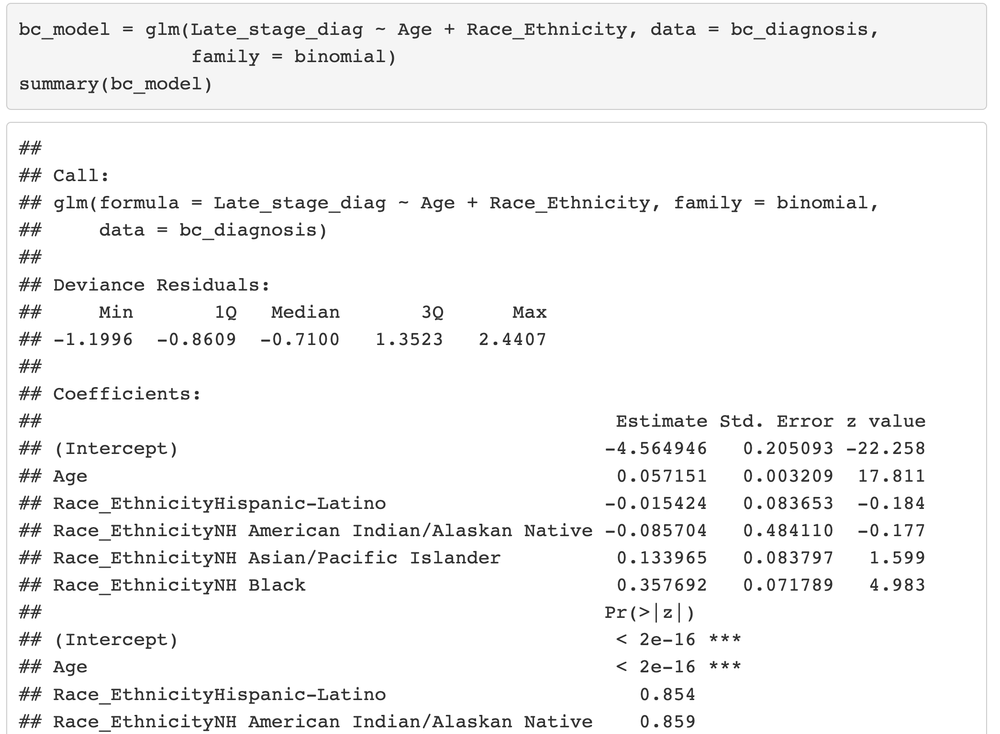 bc_model = glm(Late_stage_diag ~ Age + Race_Ethnicity, data = bc_diagnosis,
               family = binomial)
summary(bc_model)
##
## Call:
## glm(formula = Late_stage_diag ~ Age + Race_Ethnicity, family = binomial,
##     data = bc_diagnosis)
##
## Deviance Residuals:
##     Min       1Q   Median       3Q      Max
## -1.1996  -0.8609  -0.7100   1.3523   2.4407
##
## Coefficients:
##                                                  Estimate Std. Error z value
## (Intercept)                                     -4.564946   0.205093 -22.258
## Age                                              0.057151   0.003209  17.811
## Race_EthnicityHispanic-Latino                   -0.015424   0.083653  -0.184
## Race_EthnicityNH American Indian/Alaskan Native -0.085704   0.484110  -0.177
## Race_EthnicityNH Asian/Pacific Islander          0.133965   0.083797   1.599
## Race_EthnicityNH Black                           0.357692   0.071789   4.983
##                                                 Pr(>|z|)
## (Intercept)                                      < 2e-16 ***
## Age                                              < 2e-16 ***
## Race_EthnicityHispanic-Latino                      0.854
## Race_EthnicityNH American Indian/Alaskan Native    0.859